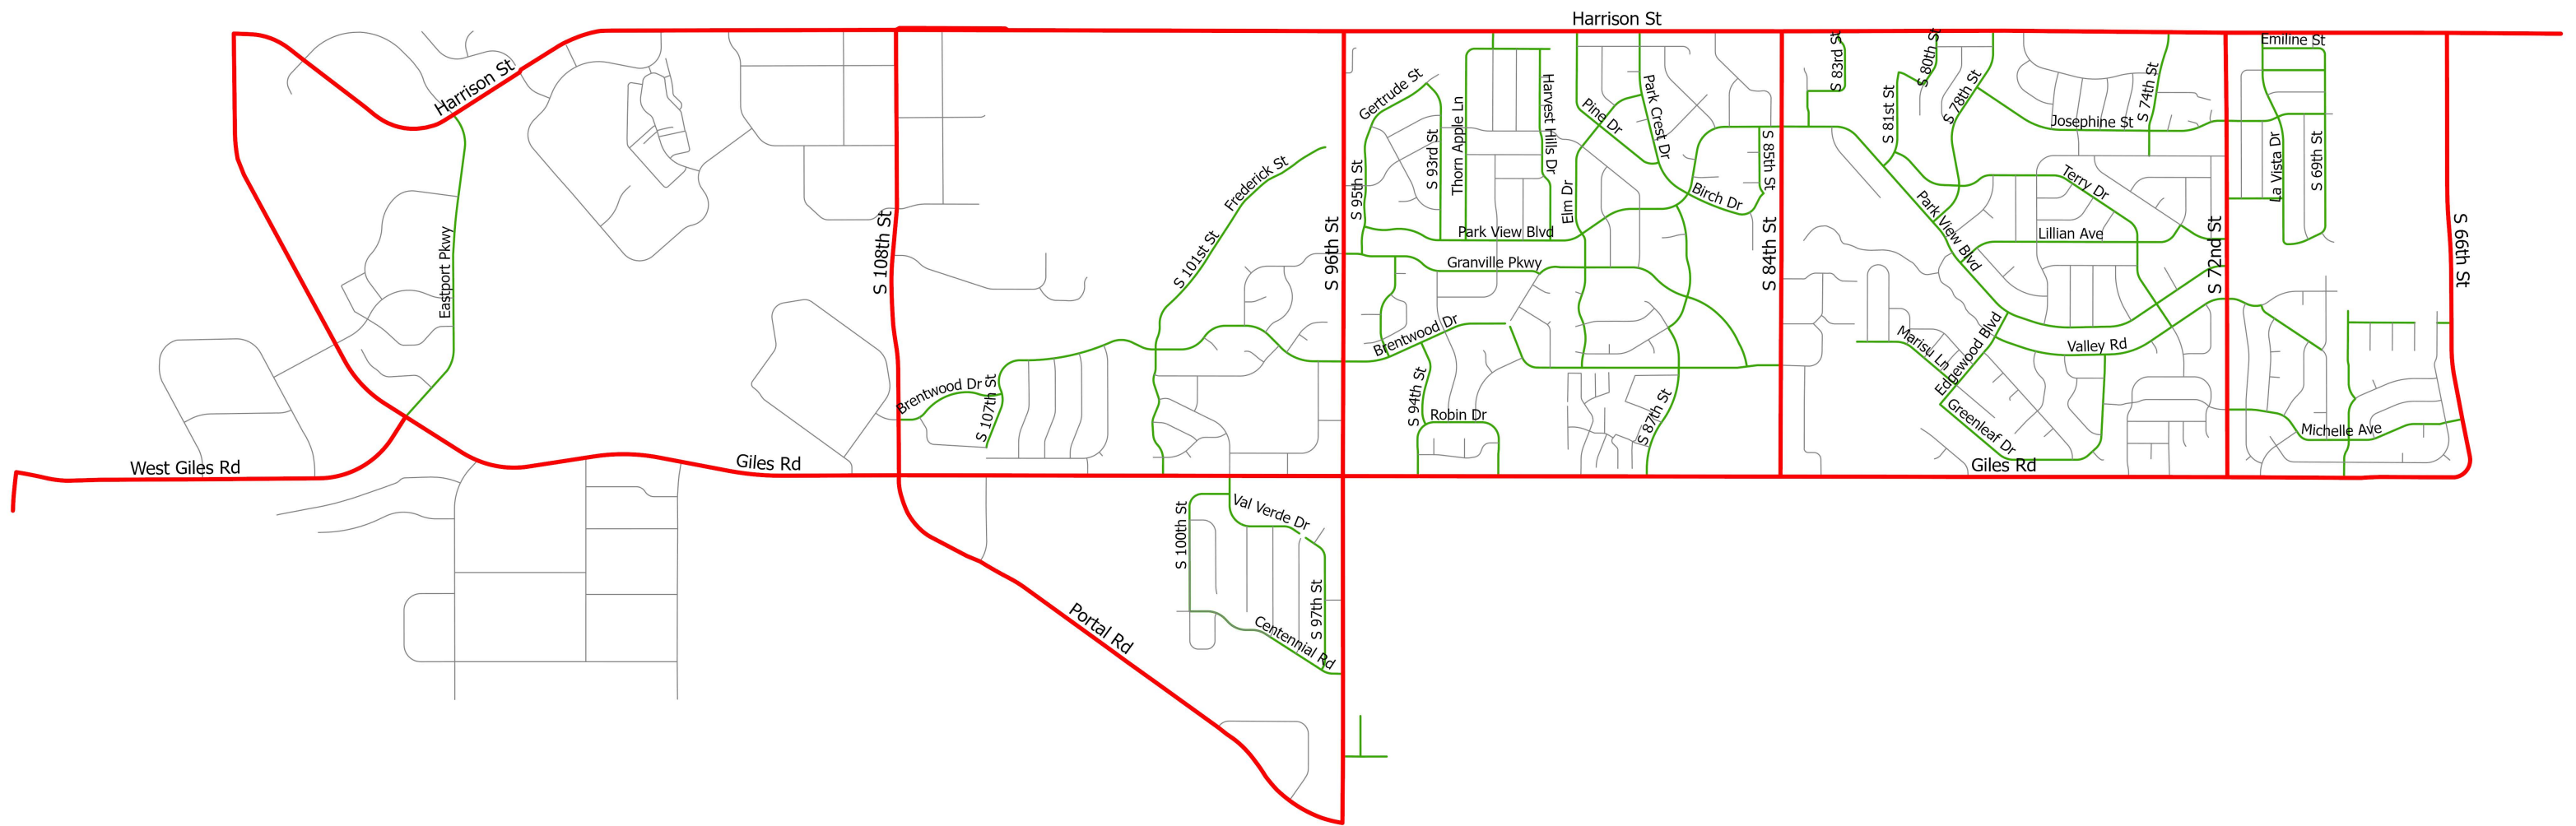 Harrison St
Harrison St
Emiline St
S 83rd St
S 80th St
S 78th St
S 81st St
S 74th St
Josephine St
Gertrude St
Thorn Apple Ln
Harvest Hills Dr
Pine Dr
Park Crest Dr
S 93rd St
S 95th St
Elm Dr
S 85th St
Birch Dr
La Vista Dr
S 69th St
Terry Dr
Frederick St
S 101st St
Eastport Pkwy
S 108th St
S 96th St
Park View Blvd
Granville Pkwy
S 84th St
Park View Blvd
Lillian Ave
S 72nd St
S 66th St
Brentwood Dr
Marisu Ln
Edgewood Blvd
Valley Rd
Brentwood Dr
S 107th St
S 94th St
Robin Dr
S 87th St
Greenleaf Dr
Michelle Ave
West Giles Rd
Giles Rd
Giles Rd
S 100th St
Val Verde Dr
S 97th St
Centennial Rd
Portal Rd